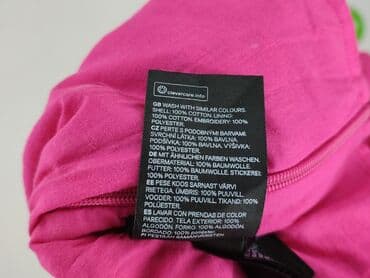 clevercare.info
GB WASH WITH SIMILAR COLOURS.
SHELL: 100% COTTON. LINING:
100% COTTON. EMBROIDERY: 100%
POLYESTER.
CZ PERTE S PODOBNÝMI BARVAMI.
SVRCHNÍ LÁTKA: 100% BAVLNA.
PODŠÍVKA: 100% BAVLNA. VÝŠIVKA:
100% POLYESTER.
DE MIT ÄHNLICHEN FARBEN WASCHEN.
OBERMATERIAL: 100% BAUMWOLLE.
FUTTER: 100% BAUMWOLLE. STICKEREI:
100% POLYESTER.
EE PESE KOOS SARNAST VÄRVI
RIIETEGA. ÜMBRIS: 100% PUUVILL.
VOODER: 100% PUUVILL. TIKAND: 100%
POLÜESTER.
ES LAVAR CON PRENDAS DE COLOR
PARECIDO. TELA EXTERIOR: 100%
ALGODÓN. FORRO: 100% ALGODÓN.
BORDADO: 100% poliéster.